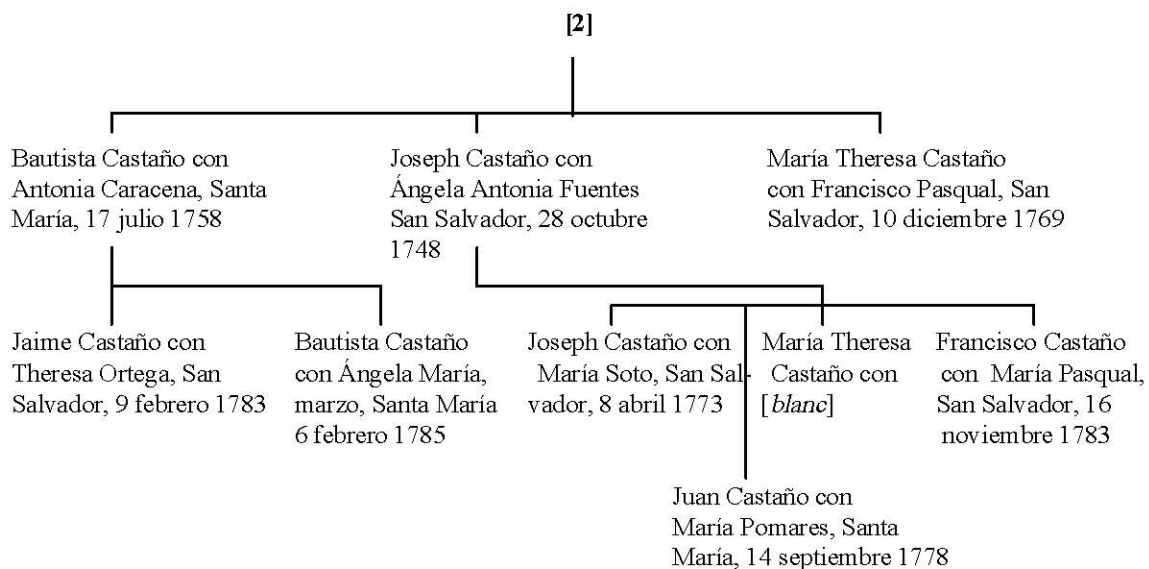 [2]
Bautista Castaño con
Antonia Caracena, Santa
María, 17 julio 1758
Joseph Castaño con
Ángela Antonia Fuentes
San Salvador, 28 octubre
1748
María Theresa Castaño
con Francisco Pasqual, San
Salvador, 10 diciembre 1769
Jaime Castaño con
Theresa Ortega, San
Salvador, 9 febrero 1783
Bautista Castaño
con Ángela María,
marzo, Santa María
6 febrero 1785
Joseph Castaño con
María Soto, San Sal-
vador, 8 abril 1773
María Theresa
Castaño con
[blanc]
Francisco Castaño
con María Pasqual,
San Salvador, 16
noviembre 1783
Juan Castaño con
María Pomares, Santa
María, 14 septiembre 1778